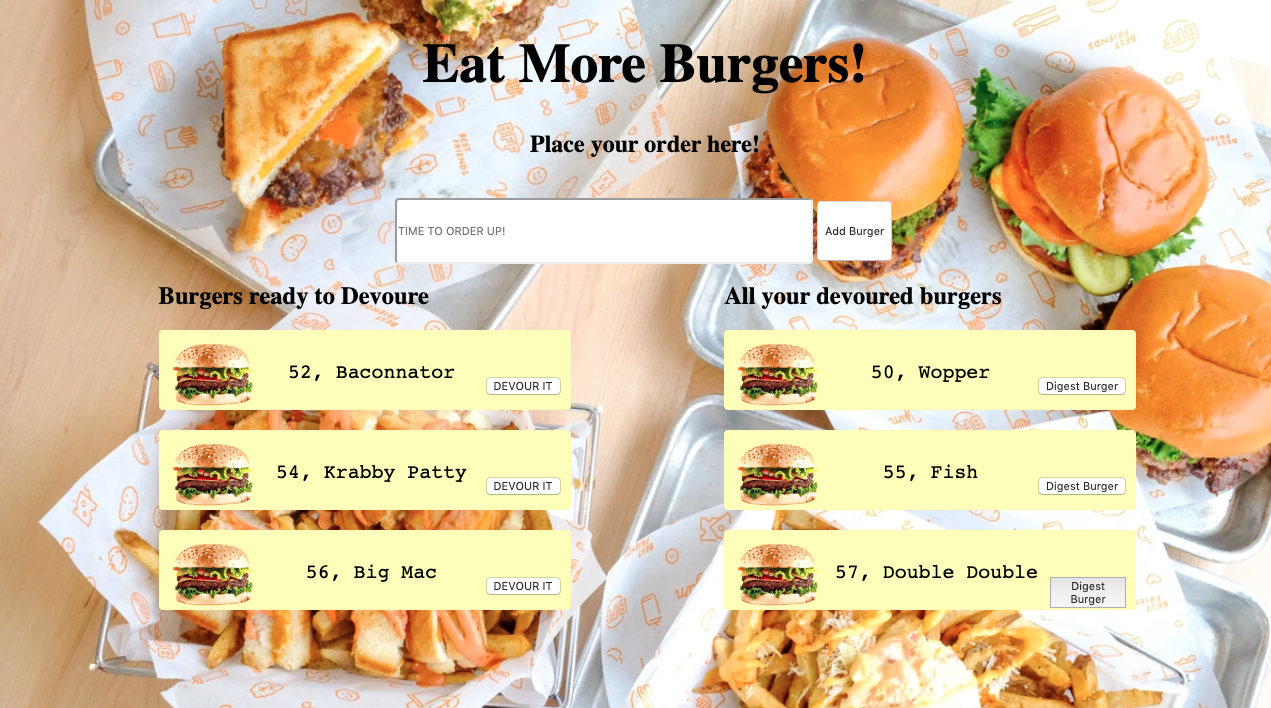 Eat More Burgers!
Place your order here!
TIME TO ORDER UP!
Add Burger
Burgers ready to Devoure
52, Baconnator
DEVOUR IT
54, Krabby Patty
DEVOUR IT
56, Big Mac
DEVOUR IT
All your devoured burgers
50, Wopper
Digest Burger
55, Fish
Digest Burger
57, Double Double
Digest
Burger
BEST
FRIENDS